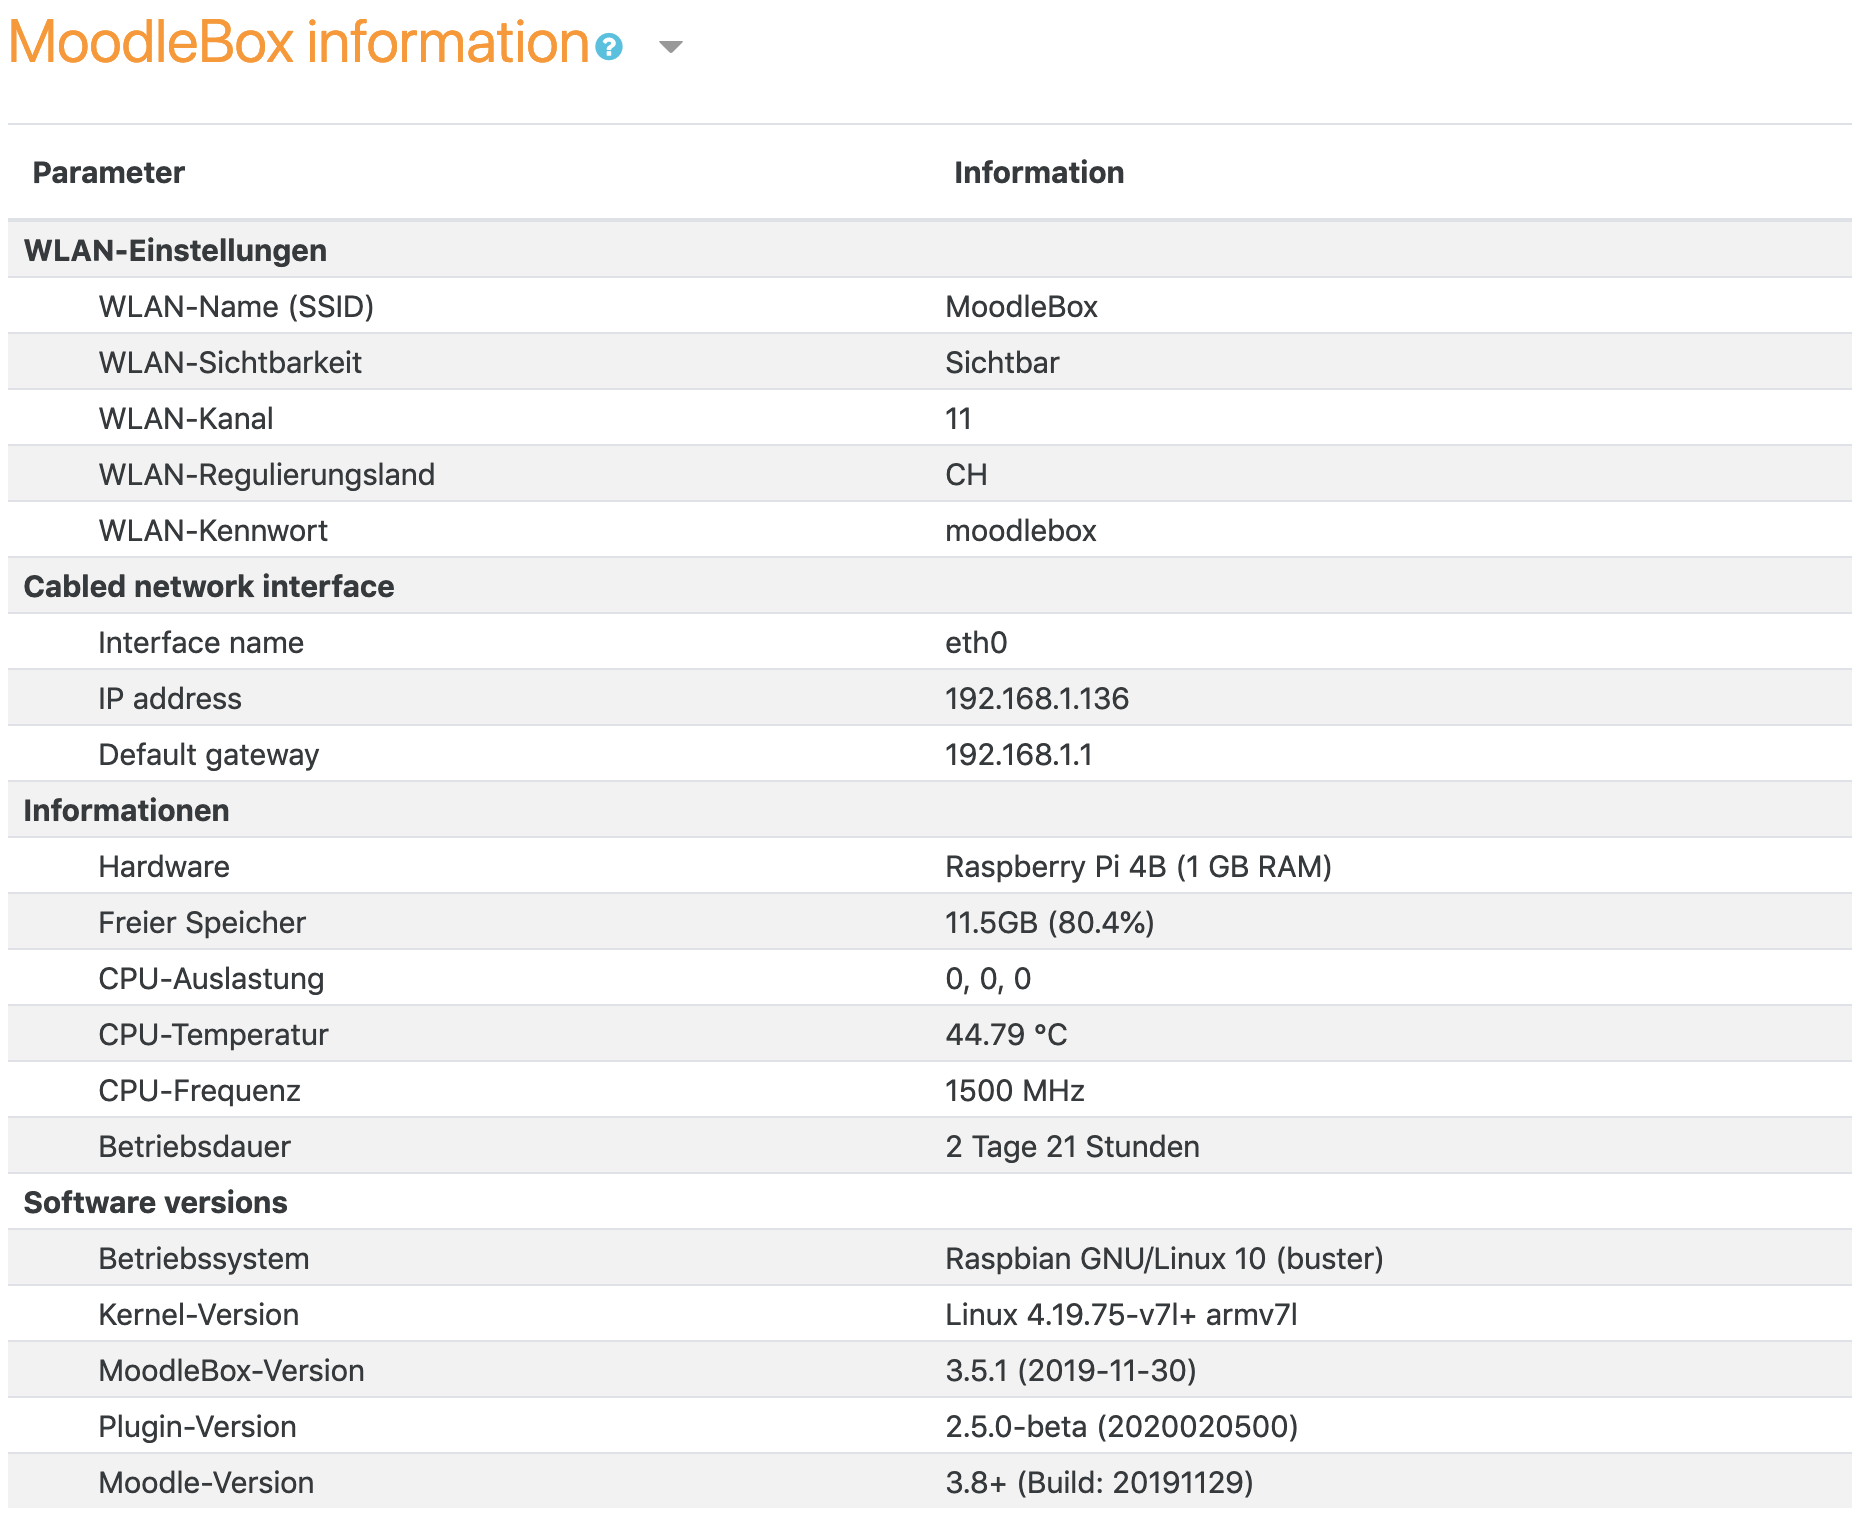 MoodleBox information ?
Parameter Information
WLAN-Einstellungen
WLAN-Name (SSID) MoodleBox
WLAN-Sichtbarkeit Sichtbar
WLAN-Kanal 11
WLAN-Regulierungsland CH
WLAN-Kennwort moodlebox
Cabled network interface
Interface name eth0
IP address 192.168.1.136
Default gateway 192.168.1.1
Informationen
Hardware Raspberry Pi 4B (1 GB RAM)
Freier Speicher 11.5GB (80.4%)
CPU-Auslastung 0, 0, 0
CPU-Temperatur 44.79 °C
CPU-Frequenz 1500 MHz
Betriebsdauer 2 Tage 21 Stunden
Software versions
Betriebssystem Raspbian GNU/Linux 10 (buster)
Kernel-Version Linux 4.19.75-v7l+ armv7l
MoodleBox-Version 3.5.1 (2019-11-30)
Plugin-Version 2.5.0-beta (2020020500)
Moodle-Version 3.8+ (Build: 20191129)